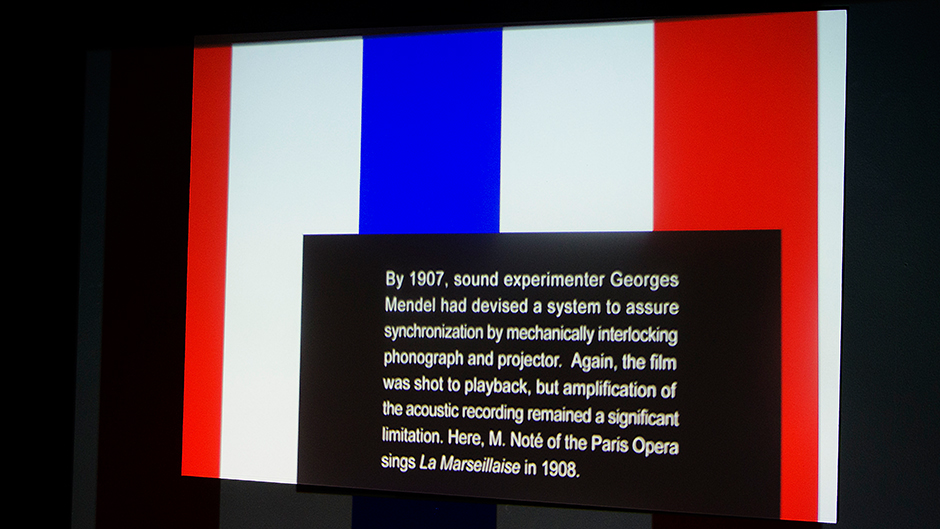 By 1907, sound experimenter Georges
Mendel had devised a system to assure
synchronization by mechanically interlocking
phonograph and projector.  Again, the film
was shot to playback, but amplification of
the acoustic recording remained a significant
limitation. Here, M. Noté of the Paris Opera
sings La Marseillaise in 1908.